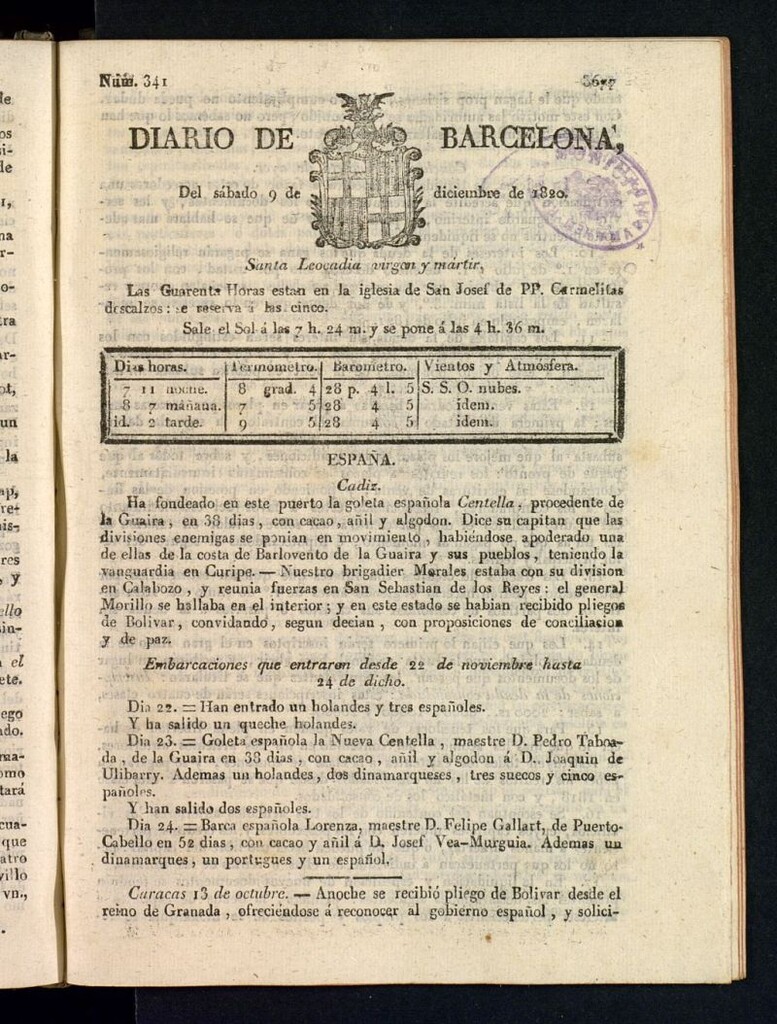 Núm. 341
3677
DIARIO DE BARCELONA,
Del sábado 9 de diciembre de 1820.
Santa Leocadia virgen y mártir.
Las Cuarenta Horas estan en la iglesia de San Josef de PP. Carmelitas
descalzos: se reserva á las cinco.
Sale el Sol á las 7 h. 24 m. y se pone á las 4 h. 36 m.
Dias horas. Termómetro. Barómetro. Vientos y Atmósfera.
7 11 noche. 8 grad. 4 28 p. 4 l. 5 S. S. O. nubes.
8 7 mañana. 7 5 28 4 5 idem.
id. 2 tarde. 9 5 28 4 5 idem.
ESPAÑA.
Cadiz.
Ha fondeado en este puerto la goleta española Centella, procedente de
la Guaira, en 38 dias, con cacao, añil y algodon. Dice su capitan que las
divisiones enemigas se ponian en movimiento, habiéndose apoderado una
de ellas de la costa de Barlovento de la Guaira y sus pueblos, teniendo la
vanguardia en Curipe. — Nuestro brigadier Morales estaba con su division
en Calabozo, y reunia fuerzas en San Sebastian de los Reyes: el general
Morillo se hallaba en el interior; y en este estado se habian recibido pliegos
de Bolivar, convidando, segun decian, con proposiciones de conciliacion
y de paz.
Embarcaciones que entraron desde 22 de noviembre hasta
24 de dicho.
Dia 22. = Han entrado un holandes y tres españoles.
Y ha salido un queche holandes.
Dia 23. = Goleta española la Nueva Centella, maestre D. Pedro Taboa-
da, de la Guaira en 38 dias, con cacao, añil y algodon á D. Joaquin de
Ulibarry. Ademas un holandes, dos dinamarqueses, tres suecos y cinco es-
pañoles.
Y han salido dos españoles.
Dia 24. = Barca española Lorenza, maestre D. Felipe Gallart, de Puerto-
Cabello en 52 dias, con cacao y añil á D. Josef Vea-Murguia. Ademas un
dinamarques, un portugues y un español.
Caracas 13 de octubre. — Anoche se recibió pliego de Bolivar desde el
reino de Granada, ofreciéndose á reconocer al gobierno español, y solici-